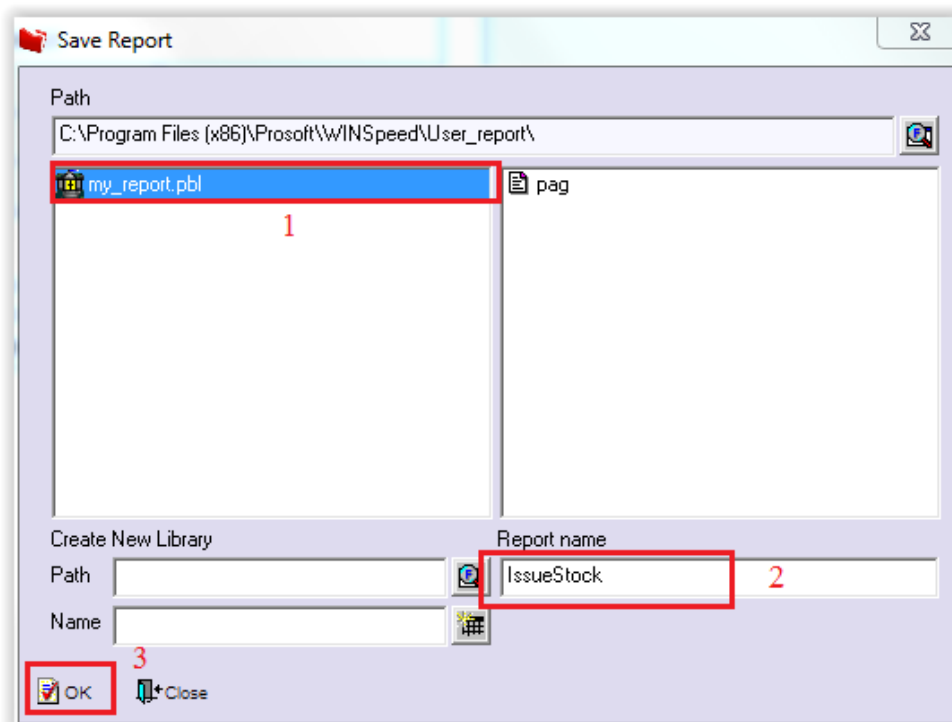 Save Report
Path
C:\Program Files (x86)\Prosoft\WINSpeed\User_report\
my_report.pbl
pag
1
Create New Library
Report name
Path
IssueStock
2
Name
3
OK
Close